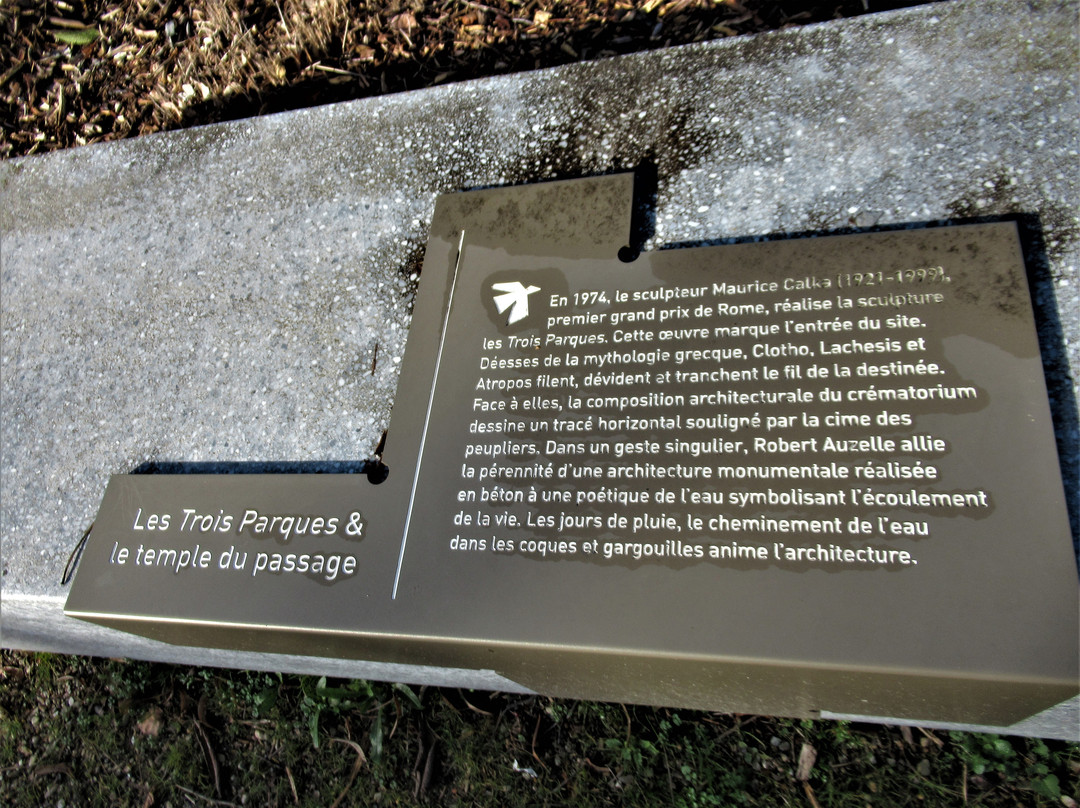 Les Trois Parques &
le temple du passage
En 1974, le sculpteur Maurice Calka (1921-1999),
premier grand prix de Rome, réalise la sculpture
les Trois Parques. Cette œuvre marque l'entrée du site.
Déesses de la mythologie grecque, Clotho, Lachesis et
Atropos filent, dévident et tranchent le fil de la destinée.
Face à elles, la composition architecturale du crématorium
dessine un tracé horizontal souligné par la cime des
peupliers. Dans un geste singulier, Robert Auzelle allie
la pérennité d'une architecture monumentale réalisée
en béton à une poétique de l'eau symbolisant l'écoulement
de la vie. Les jours de pluie, le cheminement de l'eau
dans les coques et gargouilles anime l'architecture.